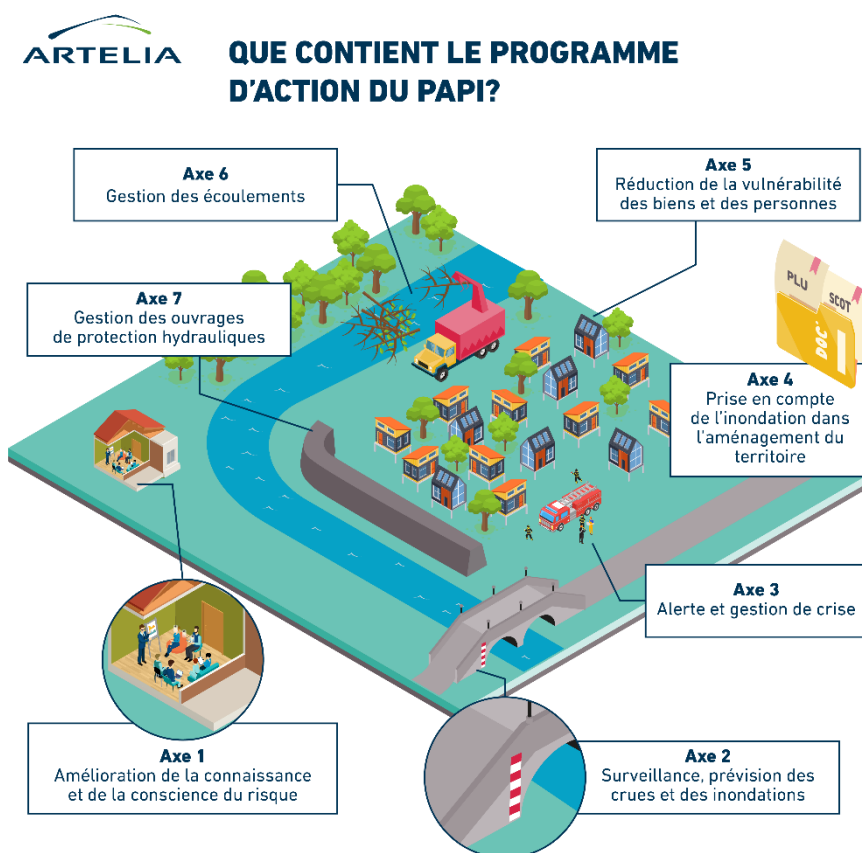 ARTELIA
QUE CONTIENT LE PROGRAMME
D'ACTION DU PAPI?
Axe 6
Gestion des écoulements
Axe 5
Réduction de la vulnérabilité
des biens et des personnes
Axe 7
Gestion des ouvrages
de protection hydrauliques
PLU
SCOT
DOC'
Axe 4
Prise en compte
de l'inondation dans
l'aménagement du
territoire
Axe 3
Alerte et gestion de crise
Axe 1
Amélioration de la connaissance
et de la conscience du risque
Axe 2
Surveillance, prévision des
crues et des inondations